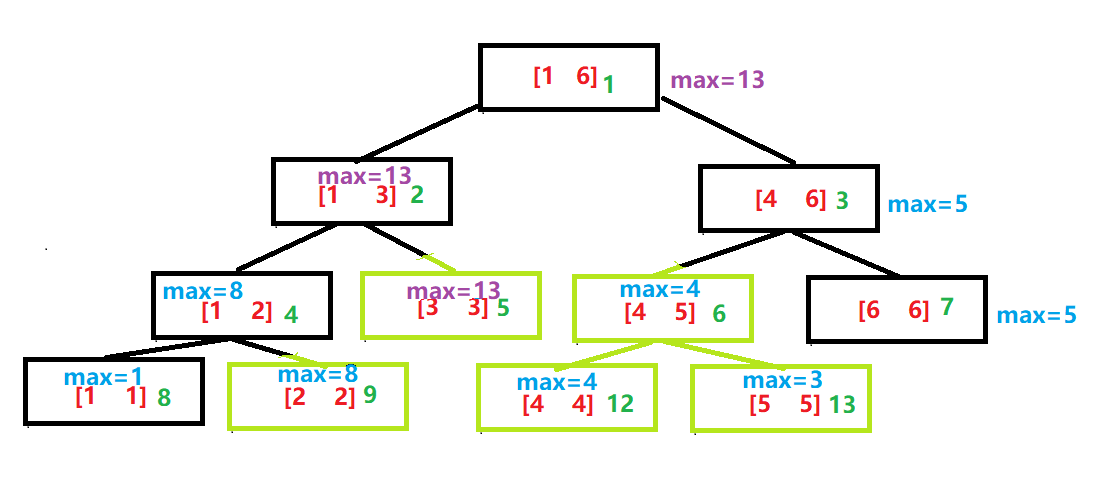 [1 6] 1 max=13
max=13
[1 3] 2
[4 6] 3 max=5
max=8
[1 2] 4
max=13
[3 3] 5
max=4
[4 5] 6
[6 6] 7 max=5
max=1
[1 1] 8
max=8
[2 2] 9
max=4
[4 4] 12
max=3
[5 5] 13